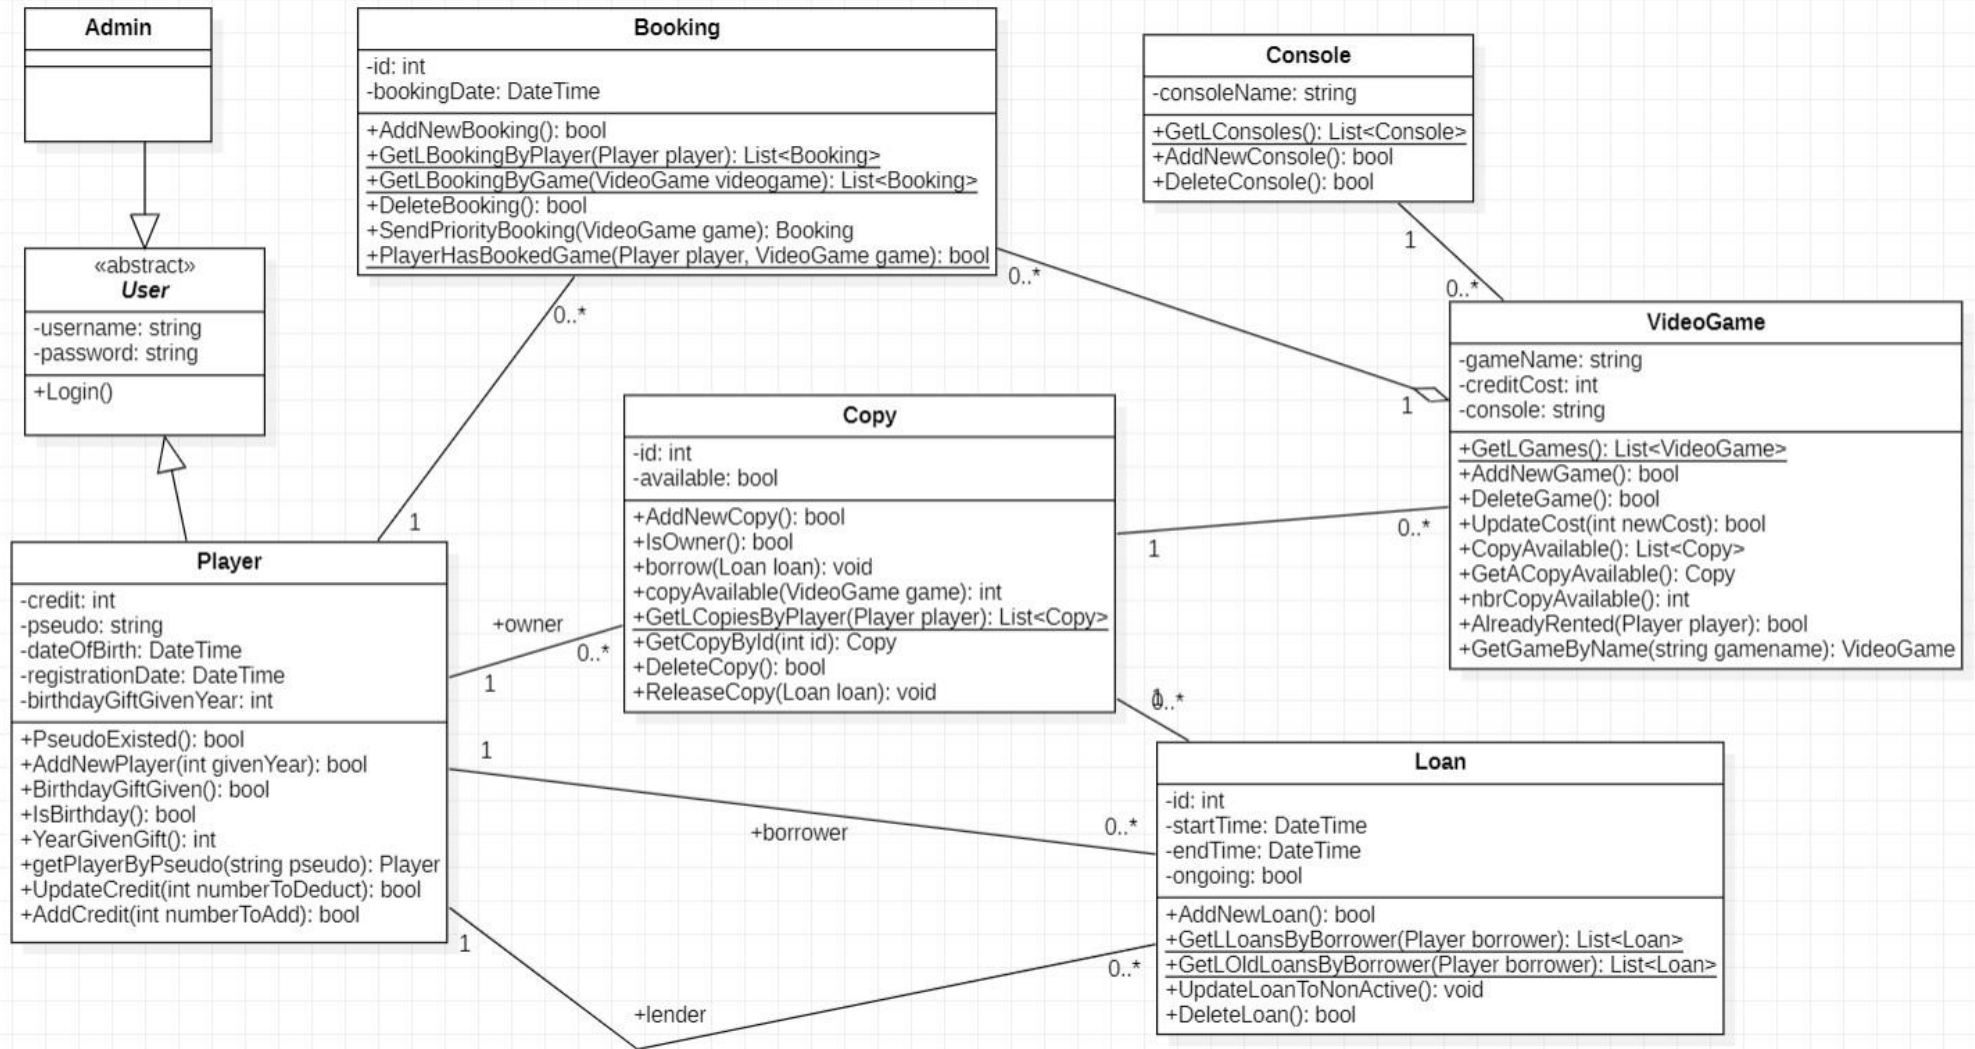 Admin
Booking
-id: int
-bookingDate: DateTime
+AddNewBooking(): bool
+GetLBookingByPlayer(Player player): List<Booking>
+GetLBookingByGame(VideoGame videogame): List<Booking>
+DeleteBooking(): bool
+SendPriorityBooking(VideoGame game): Booking
+PlayerHasBookedGame(Player player, VideoGame game): bool
Console
-consoleName: string
+GetLConsoles(): List<Console>
+AddNewConsole(): bool
+DeleteConsole(): bool
1
0..*
0..*
0..*
1
1
«abstract»
User
-username: string
-password: string
+Login()
VideoGame
-gameName: string
-creditCost: int
-console: string
+GetLGames(): List<VideoGame>
+AddNewGame(): bool
+DeleteGame(): bool
+UpdateCost(int newCost): bool
+CopyAvailable(): List<Copy>
+GetACopyAvailable(): Copy
+nbrCopyAvailable(): int
+AlreadyRented(Player player): bool
+GetGameByName(string gamename): VideoGame
Copy
-id: int
-available: bool
+AddNewCopy(): bool
+IsOwner(): bool
+borrow(Loan loan): void
+copyAvailable(VideoGame game): int
+GetLCopiesByPlayer(Player player): List<Copy>
+GetCopyById(int id): Copy
+DeleteCopy(): bool
+ReleaseCopy(Loan loan): void
1
0..*
Player
-credit: int
-pseudo: string
-dateOfBirth: DateTime
-registrationDate: DateTime
-birthdayGiftGivenYear: int
+PseudoExisted(): bool
+AddNewPlayer(int givenYear): bool
+BirthdayGiftGiven(): bool
+IsBirthday(): bool
+YearGivenGift(): int
+getPlayerByPseudo(string pseudo): Player
+UpdateCredit(int numberToDeduct): bool
+AddCredit(int numberToAdd): bool
+owner
0..*
1
1
0..*
1
+borrower
0..*
1
+lender
0..*
Loan
-id: int
-startTime: DateTime
-endTime: DateTime
-ongoing: bool
+AddNewLoan(): bool
+GetLLoansByBorrower(Player borrower): List<Loan>
+GetLOldLoansByBorrower(Player borrower): List<Loan>
+UpdateLoanToNonActive(): void
+DeleteLoan(): bool